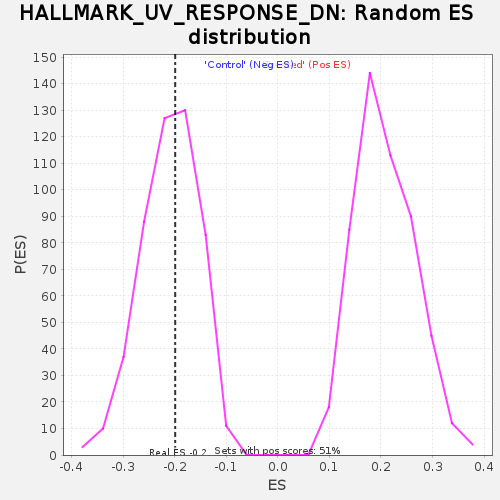 HALLMARK_UV_RESPONSE_DN: Random ES
distribution
'Control' (Neg ES) d' (Pos ES)
P(ES)
150
140
130
120
110
100
90
80
70
60
50
40
30
20
10
0
Real ES -0.2
Sets with pos scores: 51%
-0.4 -0.3 -0.2 -0.1 0.0 0.1 0.2 0.3 0.4
ES